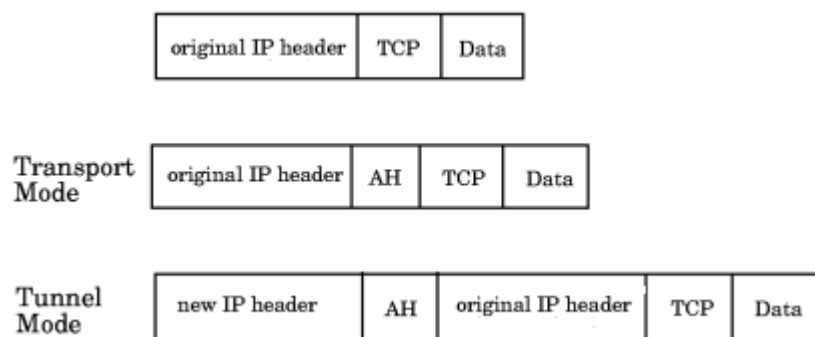 original IP header TCP Data
Transport Mode original IP header AH TCP Data
Tunnel Mode new IP header AH original IP header TCP Data